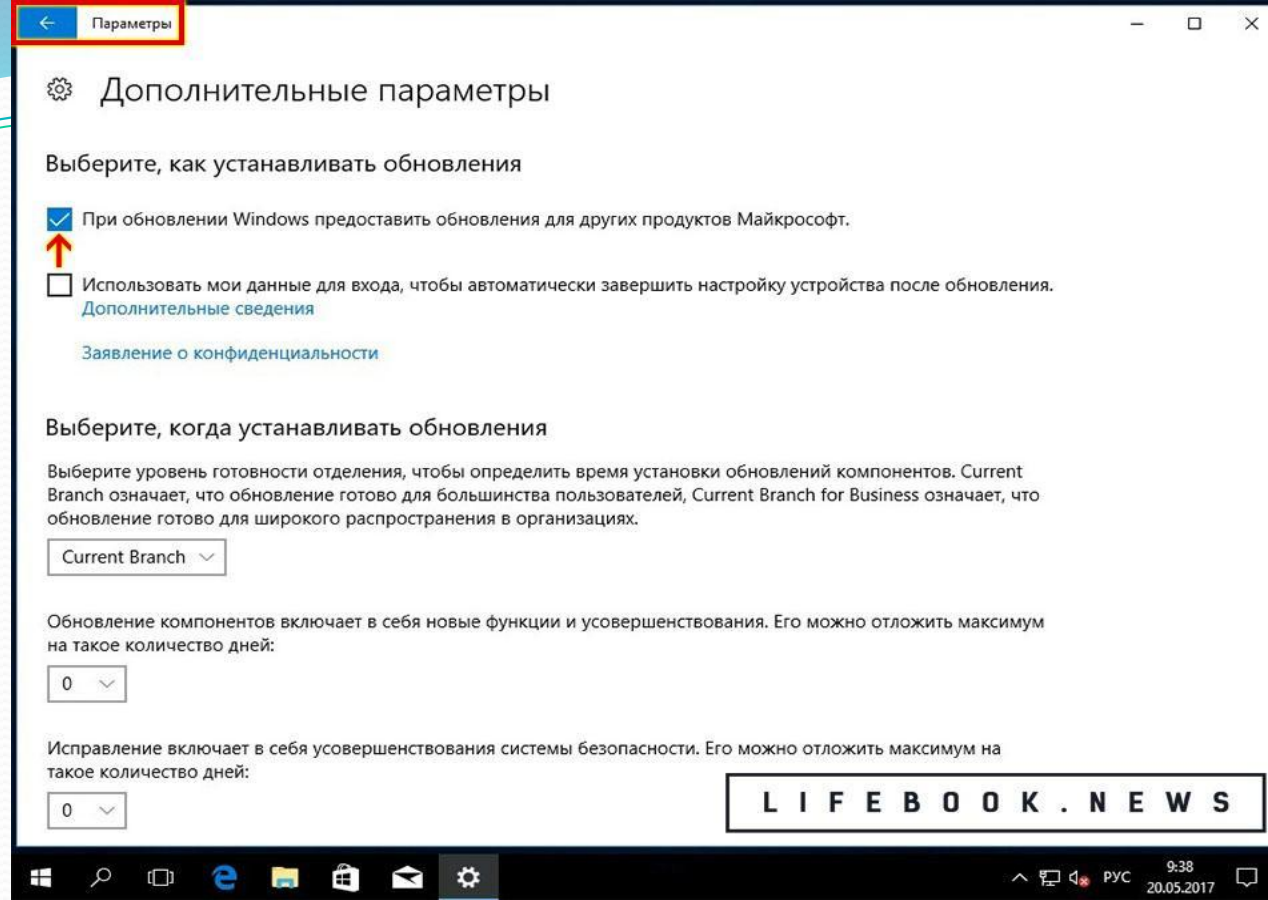 Параметры
Дополнительные параметры
Выберите, как устанавливать обновления
При обновлении Windows предоставить обновления для других продуктов Майкрософт.
Использовать мои данные для входа, чтобы автоматически завершить настройку устройства после обновления.
Дополнительные сведения
Заявление о конфиденциальности
Выберите, когда устанавливать обновления
Выберите уровень готовности отделения, чтобы определить время установки обновлений компонентов. Current
Branch означает, что обновление готово для большинства пользователей, Current Branch for Business означает, что
обновление готово для широкого распространения в организациях.
Current Branch
Обновление компонентов включает в себя новые функции и усовершенствования. Его можно отложить максимум
на такое количество дней:
0
Исправление включает в себя усовершенствования системы безопасности. Его можно отложить максимум на
такое количество дней:
0
LIFEBOOK.NEWS
РУС
9:38
20.05.2017